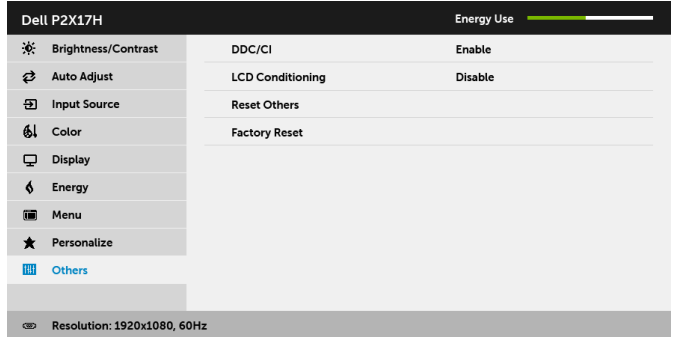 Dell P2X17H
Energy Use
Brightness/Contrast
DDC/CI Enable
Auto Adjust
LCD Conditioning Disable
Input Source
Reset Others
Color
Factory Reset
Display
Energy
Menu
Personalize
Others
Resolution: 1920x1080, 60Hz